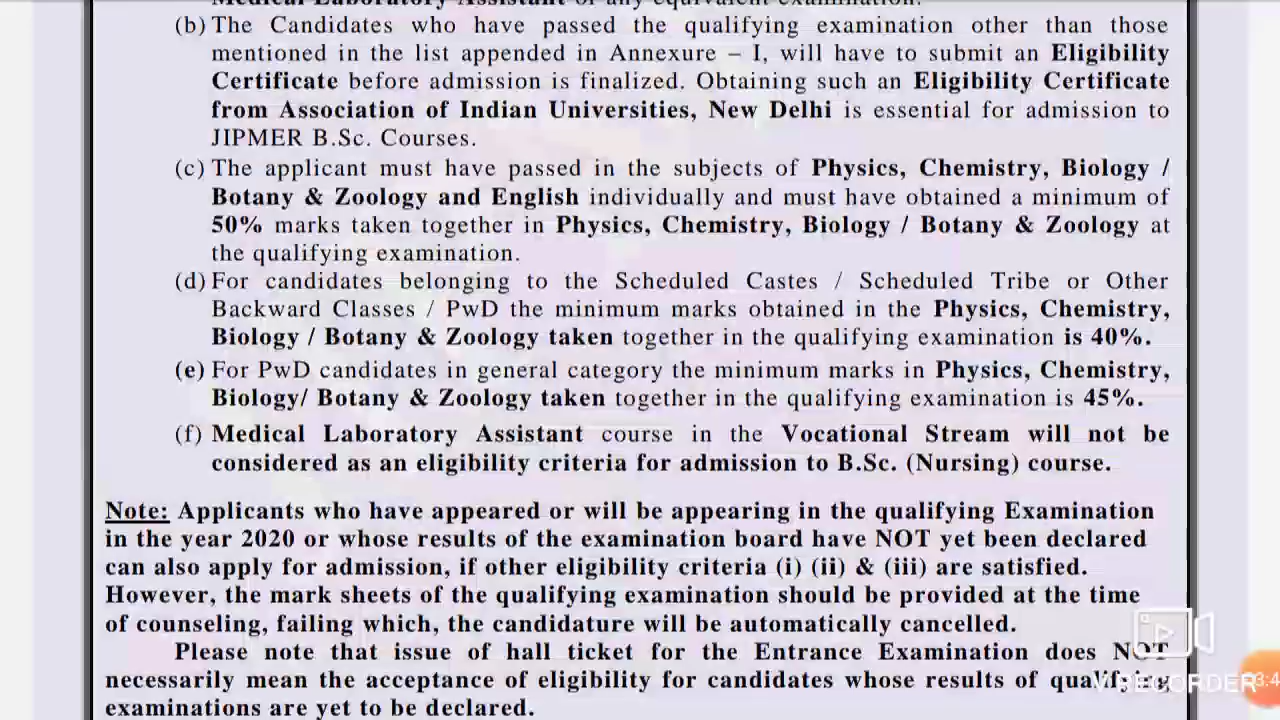 Medical Laboratory Assistant or any equivalent examination.
(b) The Candidates who have passed the qualifying examination other than those
mentioned in the list appended in Annexure – I, will have to submit an Eligibility
Certificate before admission is finalized. Obtaining such an Eligibility Certificate
from Association of Indian Universities, New Delhi is essential for admission to
JIPMER B.Sc. Courses.
(c) The applicant must have passed in the subjects of Physics, Chemistry, Biology /
Botany & Zoology and English individually and must have obtained a minimum of
50% marks taken together in Physics, Chemistry, Biology / Botany & Zoology at
the qualifying examination.
(d) For candidates belonging to the Scheduled Castes / Scheduled Tribe or Other
Backward Classes / PwD the minimum marks obtained in the Physics, Chemistry,
Biology / Botany & Zoology taken together in the qualifying examination is 40%.
(e) For PwD candidates in general category the minimum marks in Physics, Chemistry,
Biology/ Botany & Zoology taken together in the qualifying examination is 45%.
(f) Medical Laboratory Assistant course in the Vocational Stream will not be
considered as an eligibility criteria for admission to B.Sc. (Nursing) course.
Note: Applicants who have appeared or will be appearing in the qualifying Examination
in the year 2020 or whose results of the examination board have NOT yet been declared
can also apply for admission, if other eligibility criteria (i) (ii) & (iii) are satisfied.
However, the mark sheets of the qualifying examination should be provided at the time
of counseling, failing which, the candidature will be automatically cancelled.
Please note that issue of hall ticket for the Entrance Examination does NOT
necessarily mean the acceptance of eligibility for candidates whose results of qualifying
examinations are yet to be declared.
V RECORDER
3:4